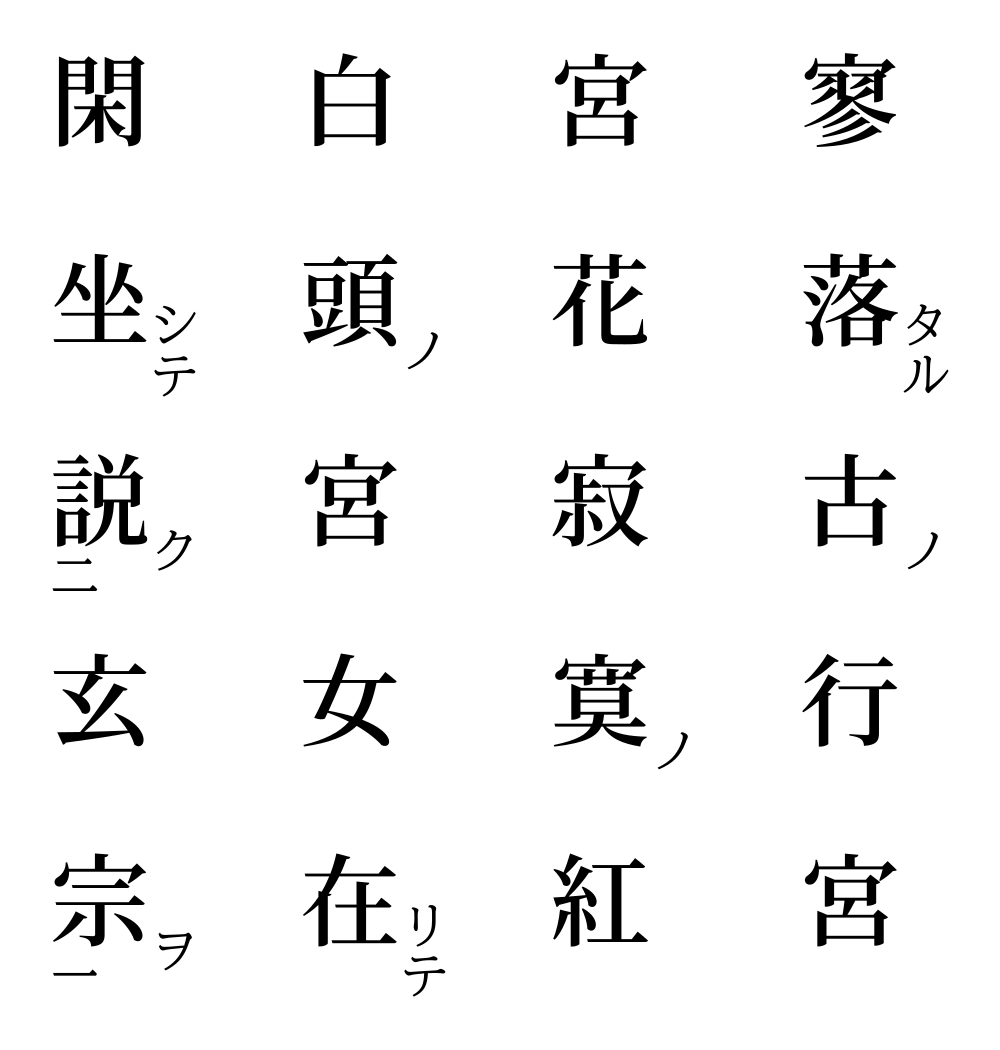 寥落タル古ノ行宮
宮花寂寞ノ紅
白頭ノ宮女在リテ
閑坐シテ説ク二玄宗ヲ一